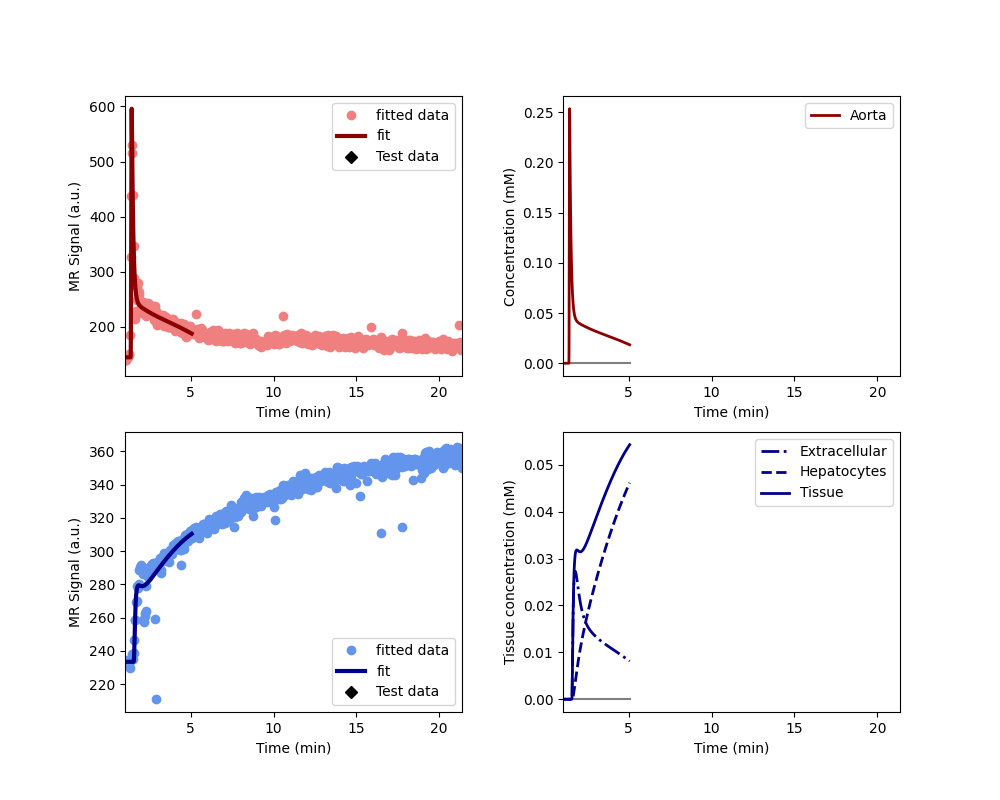 600
500
400
300
200
MR Signal (a.u.)
5
10
15
20
Time (min)
fitted data
fit
Test data
0.25
0.20
0.15
0.10
0.05
0.00
Concentration (mM)
5
10
15
20
Time (min)
Aorta
360
340
320
300
280
260
240
220
MR Signal (a.u.)
5
10
15
20
Time (min)
fitted data
fit
Test data
0.05
0.04
0.03
0.02
0.01
0.00
Tissue concentration (mM)
5
10
15
20
Time (min)
Extracellular
Hepatocytes
Tissue